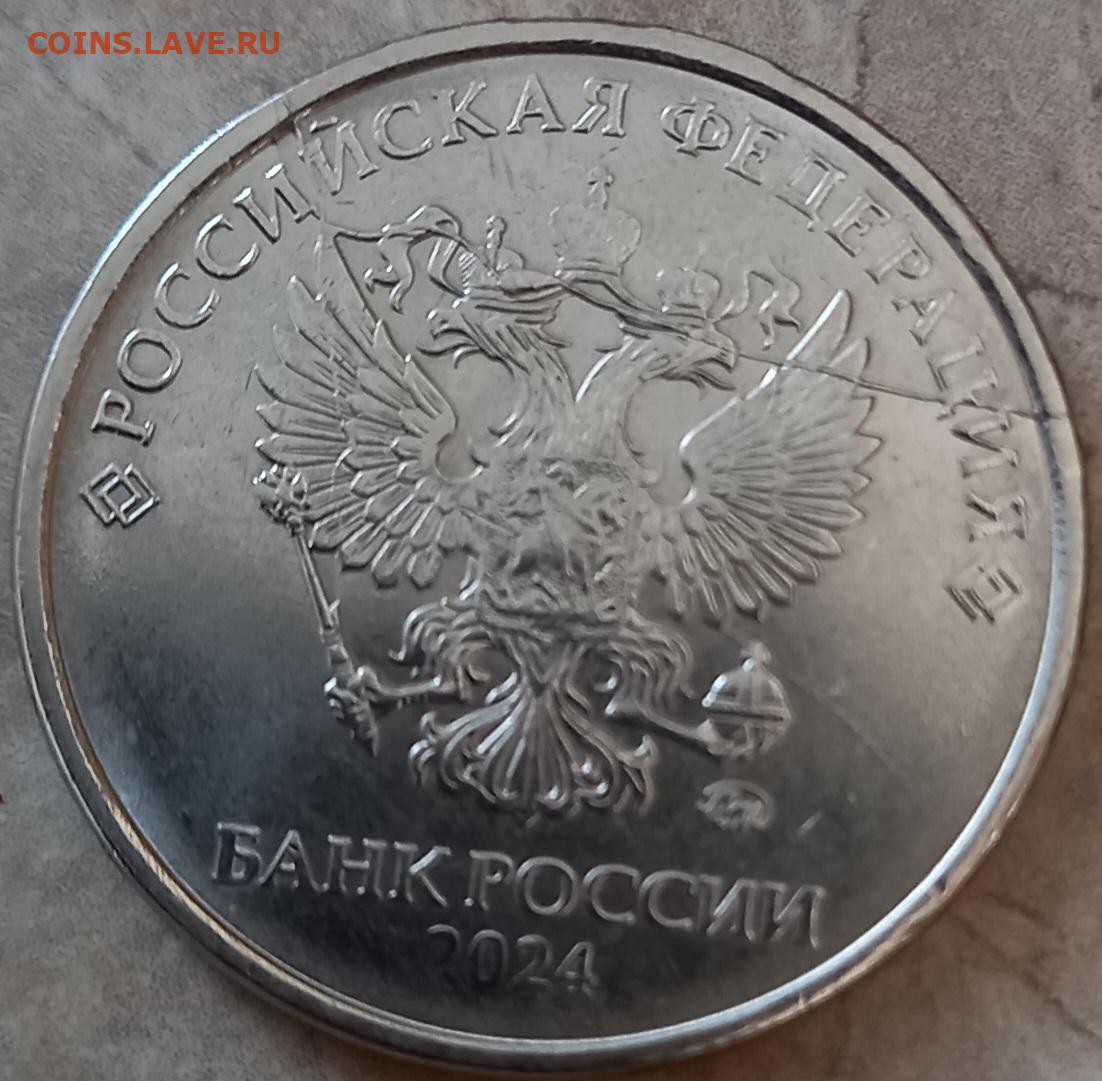 COINS.LAVE.RU
РОССИЙСКАЯ ФЕДЕРАЦИЯ
БАНК РОССИИ
2024